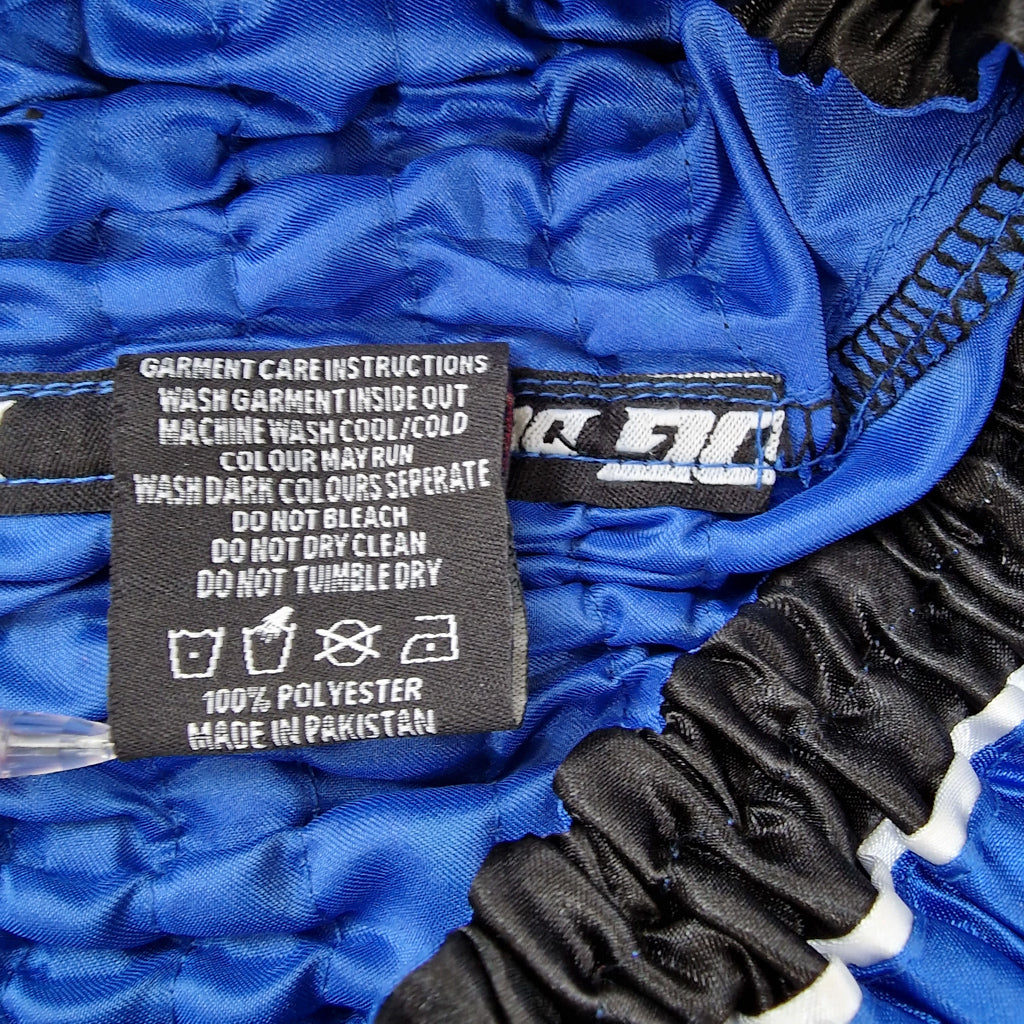 GARMENT CARE INSTRUCTIONS
WASH GARMENT INSIDE OUT
MACHINE WASH COOL/COLD
COLOUR MAY RUN
WASH DARK COLOURS SEPERATE
DO NOT BLEACH
DO NOT DRY CLEAN
DO NOT TUIMBLE DRY
100% POLYESTER
MADE IN PAKISTAN